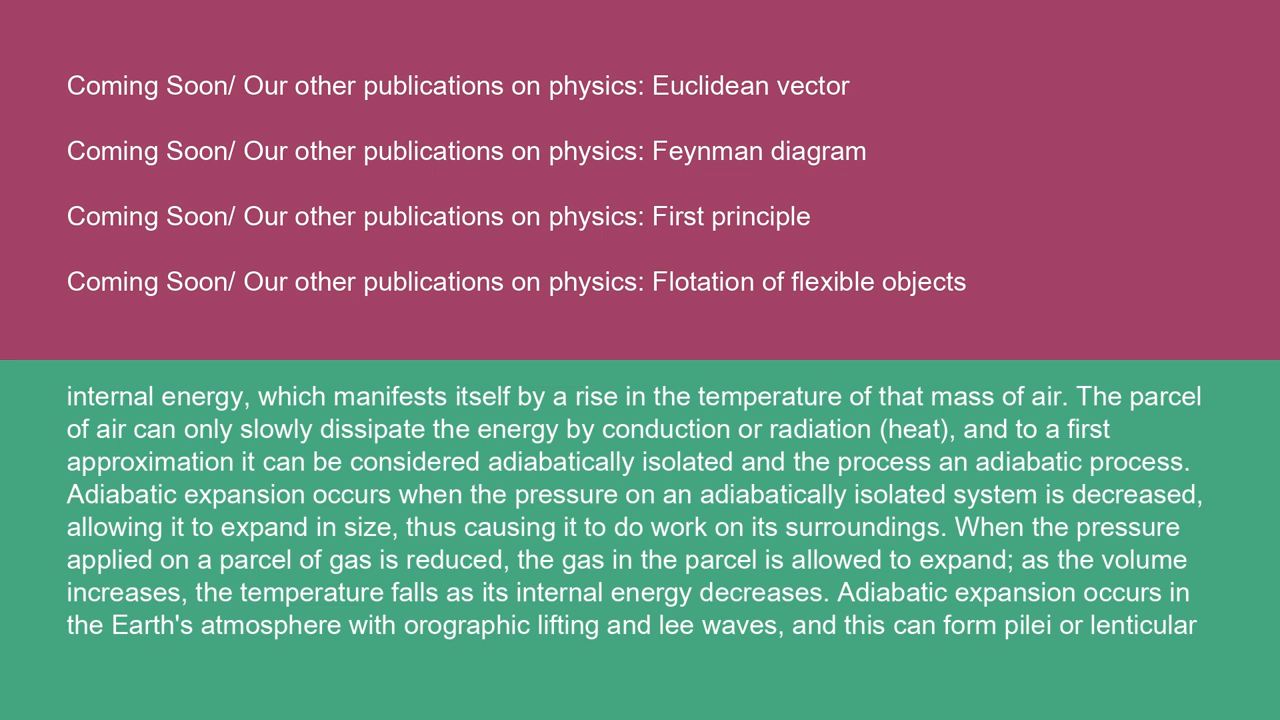 Coming Soon/ Our other publications on physics: Euclidean vector
Coming Soon/ Our other publications on physics: Feynman diagram
Coming Soon/ Our other publications on physics: First principle
Coming Soon/ Our other publications on physics: Flotation of flexible objects
internal energy, which manifests itself by a rise in the temperature of that mass of air. The parcel
of air can only slowly dissipate the energy by conduction or radiation (heat), and to a first
approximation it can be considered adiabatically isolated and the process an adiabatic process.
Adiabatic expansion occurs when the pressure on an adiabatically isolated system is decreased,
allowing it to expand in size, thus causing it to do work on its surroundings. When the pressure
applied on a parcel of gas is reduced, the gas in the parcel is allowed to expand; as the volume
increases, the temperature falls as its internal energy decreases. Adiabatic expansion occurs in
the Earth's atmosphere with orographic lifting and lee waves, and this can form pilei or lenticular